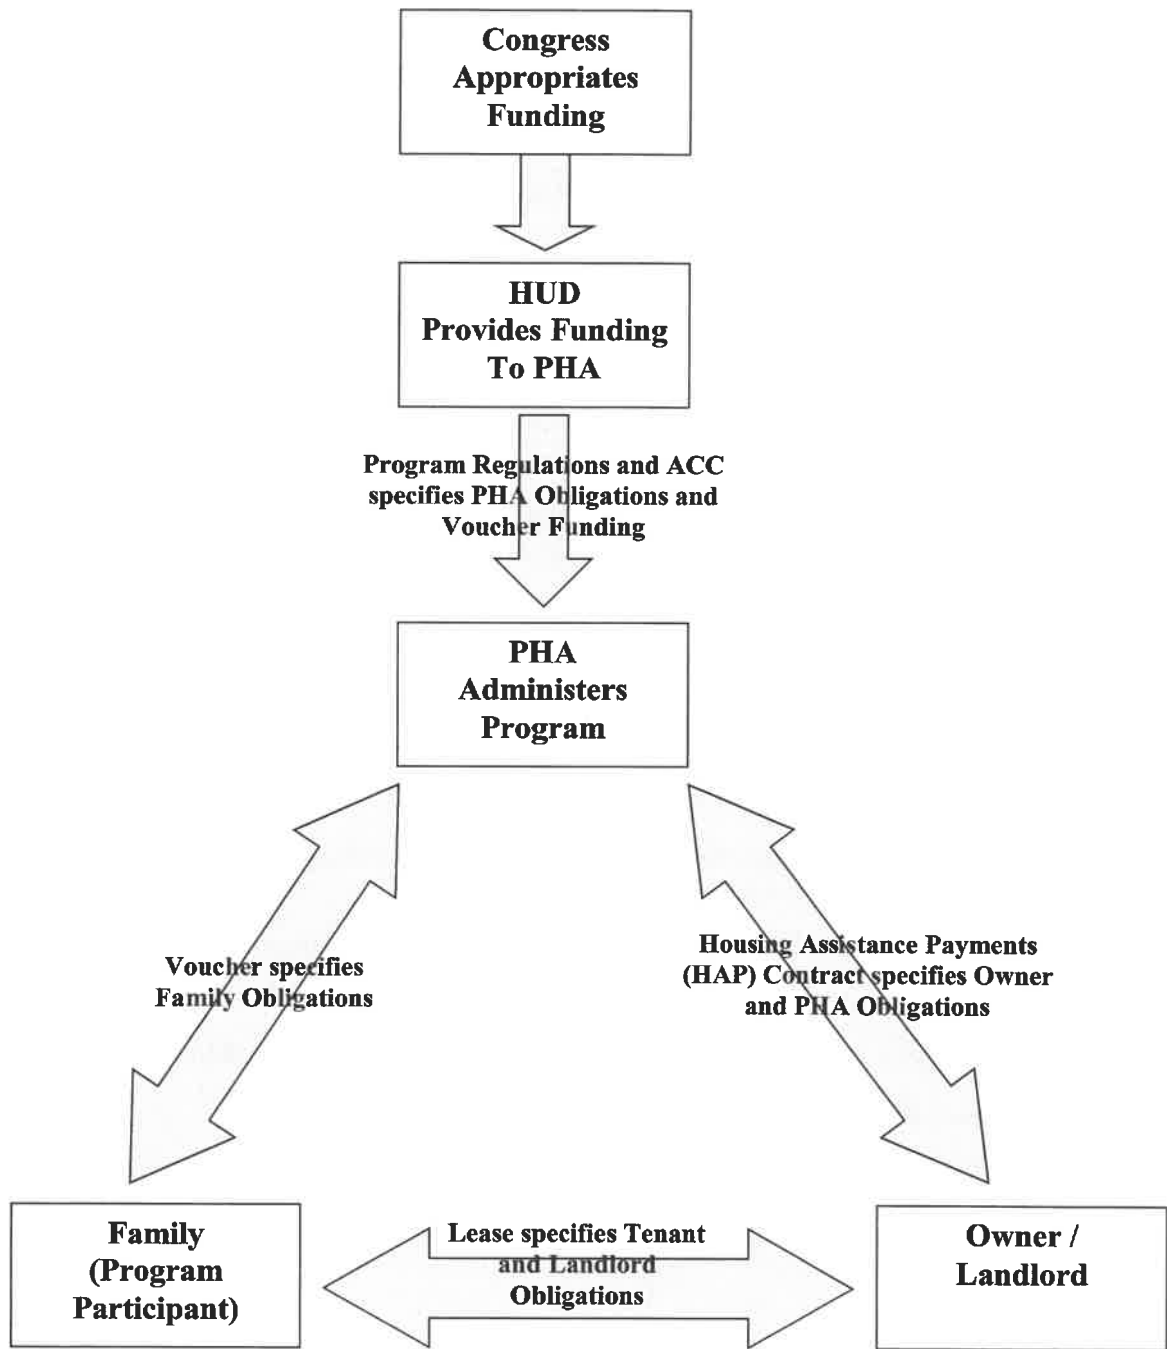 Congress
Appropriates
Funding
HUD
Provides Funding
To PHA
Program Regulations and ACC
specifies PHA Obligations and
Voucher Funding
PHA
Administers
Program
Voucher specifies
Family Obligations
Housing Assistance Payments
(HAP) Contract specifies Owner
and PHA Obligations
Family
(Program
Participant)
Lease specifies Tenant
and Landlord
Obligations
Owner /
Landlord